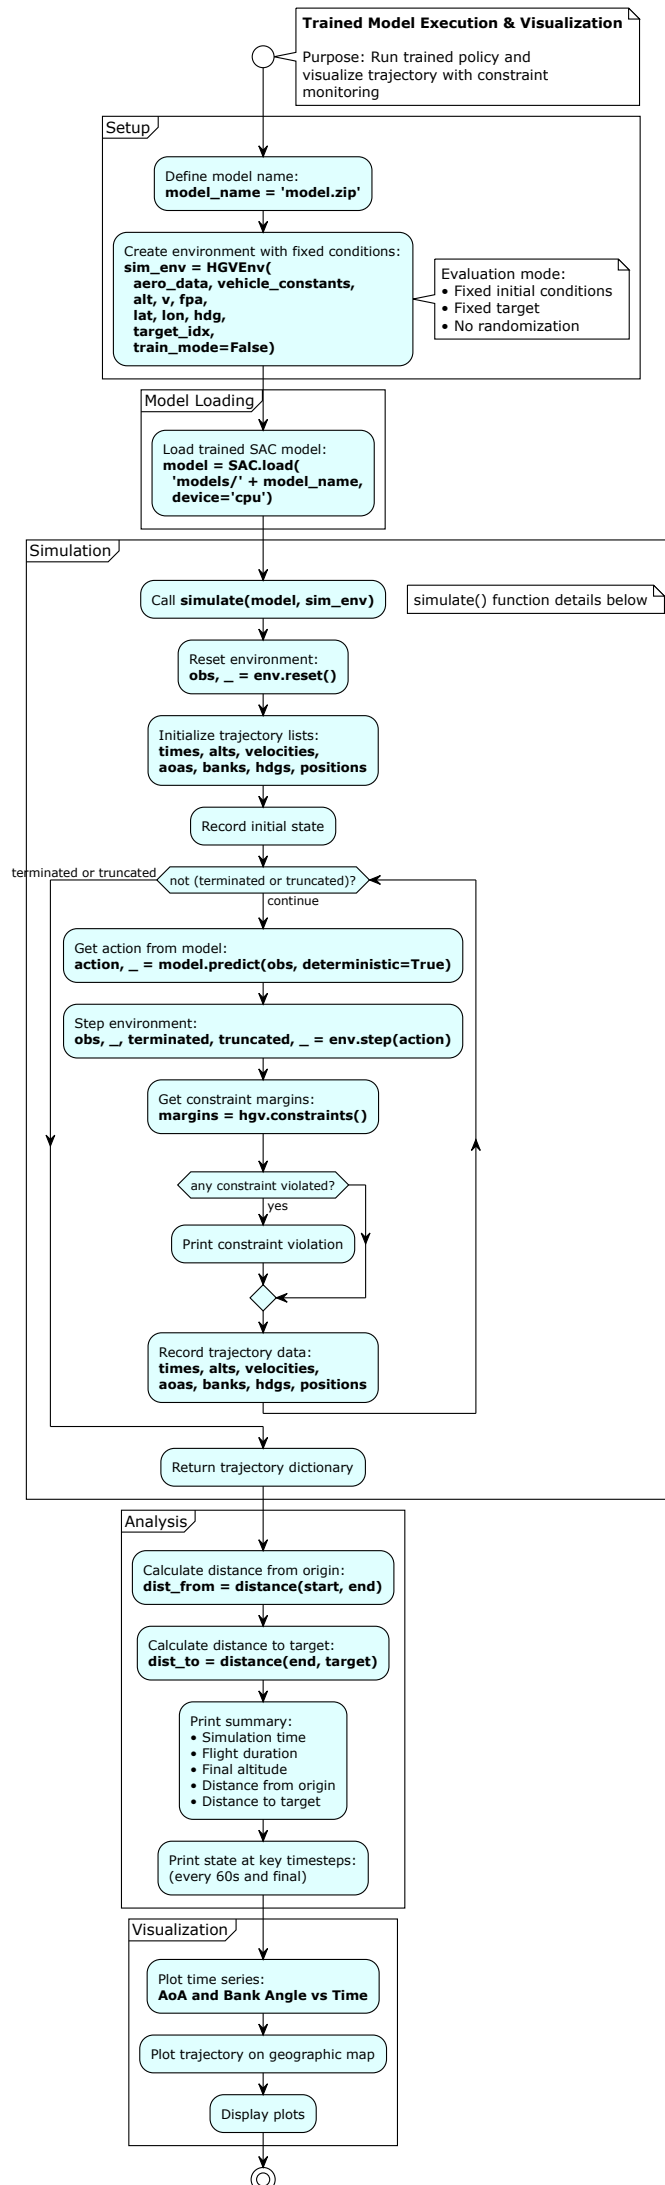 Trained Model Execution & Visualization
Purpose: Run trained policy and
visualize trajectory with constraint
monitoring
Setup
Define model name:
model_name = 'model.zip'
Create environment with fixed conditions:
sim_env = HGVEnv(
aero_data, vehicle_constants,
alt, v, fpa,
lat, lon, hdg,
target_idx,
train_mode=False)
Evaluation mode:
• Fixed initial conditions
• Fixed target
• No randomization
Model Loading
Load trained SAC model:
model = SAC.load(
'models/' + model_name,
device='cpu')
Simulation
Call simulate(model, sim_env)
simulate() function details below
Reset environment:
obs, _ = env.reset()
Initialize trajectory lists:
times, alts, velocities,
aoas, banks, hdgs, positions
Record initial state
terminated or truncated
not (terminated or truncated)?
continue
Get action from model:
action, _ = model.predict(obs, deterministic=True)
Step environment:
obs, _, terminated, truncated, _ = env.step(action)
Get constraint margins:
margins = hgv.constraints()
any constraint violated?
yes
Print constraint violation
Record trajectory data:
times, alts, velocities,
aoas, banks, hdgs, positions
Return trajectory dictionary
Analysis
Calculate distance from origin:
dist_from = distance(start, end)
Calculate distance to target:
dist_to = distance(end, target)
Print summary:
• Simulation time
• Flight duration
• Final altitude
• Distance from origin
• Distance to target
Print state at key timesteps:
(every 60s and final)
Visualization
Plot time series:
AoA and Bank Angle vs Time
Plot trajectory on geographic map
Display plots